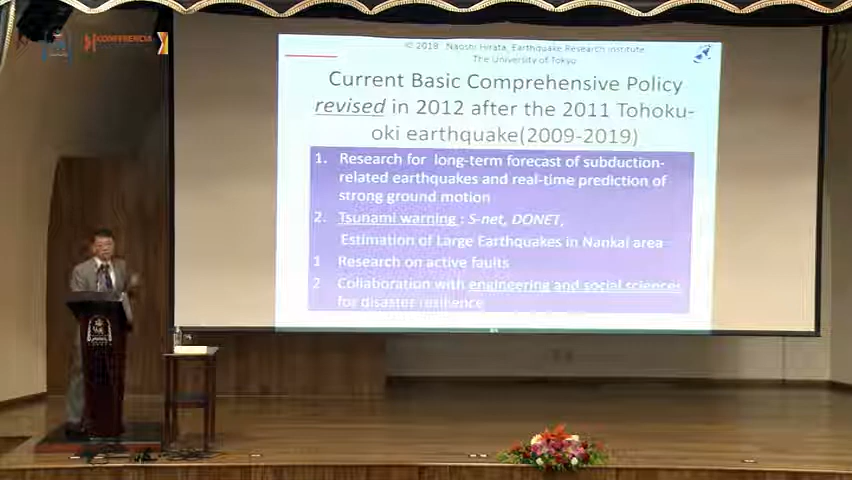 CONFERENCIA
© 2018 Naoshi Hirata, Earthquake Research Institute
The University of Tokyo
Current Basic Comprehensive Policy
revised in 2012 after the 2011 Tohoku-
oki earthquake(2009-2019)
1. Research for long-term forecast of subduction-
related earthquakes and real-time prediction of
strong ground motion
2. Tsunami warning : S-net, DONET,
Estimation of Large Earthquakes in Nankai area
1 Research on active faults
2 Collaboration with engineering and social sciences
for disaster resilience